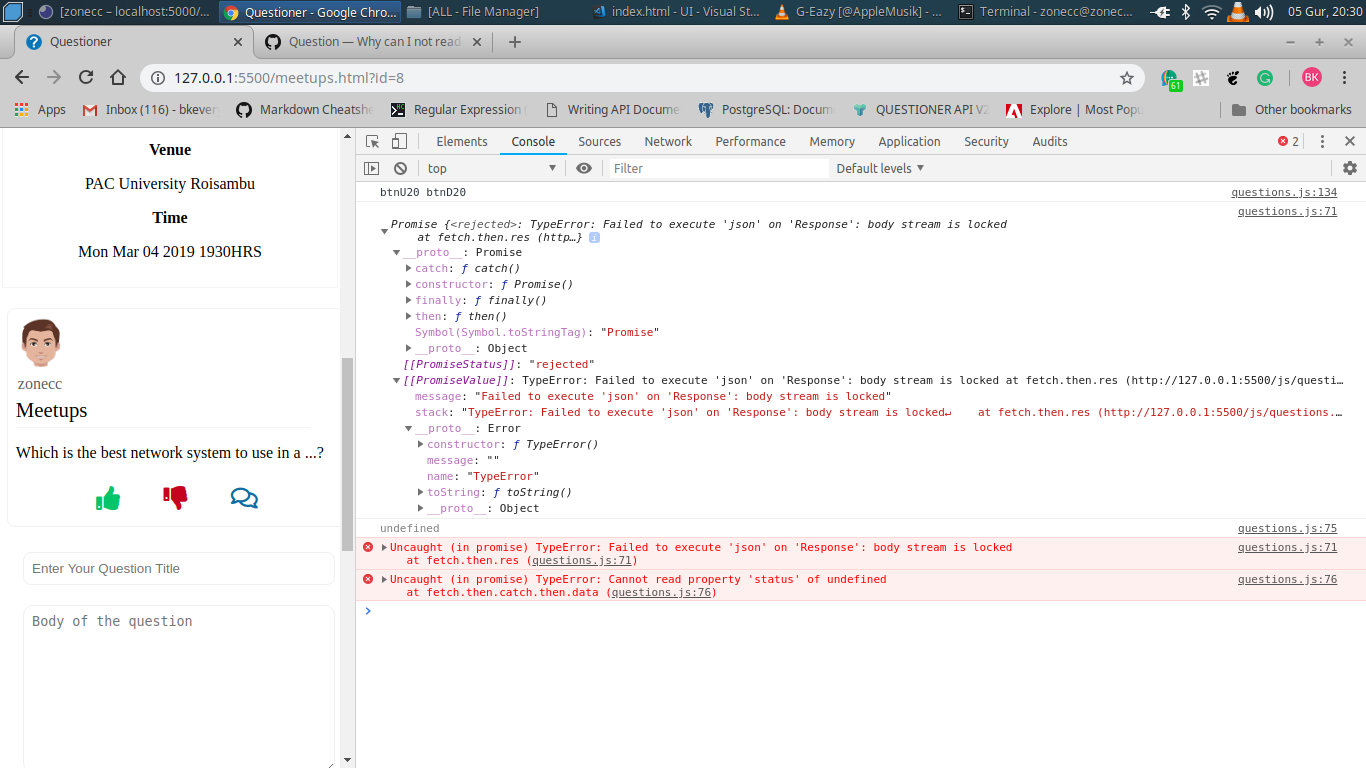 [zonecc – localhost:5000/...
Questioner - Google Chro...
[ALL - File Manager]
index.html - UI - Visual St...
G-Eazy [@AppleMusik] - ...
Terminal - zonecc@zonec...
05 Gur, 20:30
Questioner
Question — Why can I not read
127.0.0.1:5500/meetups.html?id=8
61
BK
Apps
Inbox (116) - bkever
Markdown Cheatshe
Regular Expression (
Writing API Docume
PostgreSQL: Docum
QUESTIONER API V2
Explore | Most Popu
Other bookmarks
Venue
PAC University Roisambu
Time
Mon Mar 04 2019 1930HRS
zonecc
Meetups
Which is the best network system to use in a ...?
Enter Your Question Title
Body of the question
Elements
Console
Sources
Network
Performance
Memory
Application
Security
Audits
2
top
Filter
Default levels
btnU20 btnD20 questions.js:134
questions.js:71
Promise {<rejected>: TypeError: Failed to execute 'json' on 'Response': body stream is locked
at fetch.then.res (http…}
__proto__: Promise
catch: ƒ catch()
constructor: ƒ Promise()
finally: ƒ finally()
then: ƒ then()
Symbol(Symbol.toStringTag): "Promise"
__proto__: Object
[[PromiseStatus]]: "rejected"
[[PromiseValue]]: TypeError: Failed to execute 'json' on 'Response': body stream is locked at fetch.then.res (http://127.0.0.1:5500/js/questi…
message: "Failed to execute 'json' on 'Response': body stream is locked"
stack: "TypeError: Failed to execute 'json' on 'Response': body stream is locked↵ at fetch.then.res (http://127.0.0.1:5500/js/questions.…
__proto__: Error
constructor: ƒ TypeError()
message: ""
name: "TypeError"
toString: ƒ toString()
__proto__: Object
undefined questions.js:75
Uncaught (in promise) TypeError: Failed to execute 'json' on 'Response': body stream is locked questions.js:71
at fetch.then.res (questions.js:71)
Uncaught (in promise) TypeError: Cannot read property 'status' of undefined questions.js:76
at fetch.then.catch.then.data (questions.js:76)